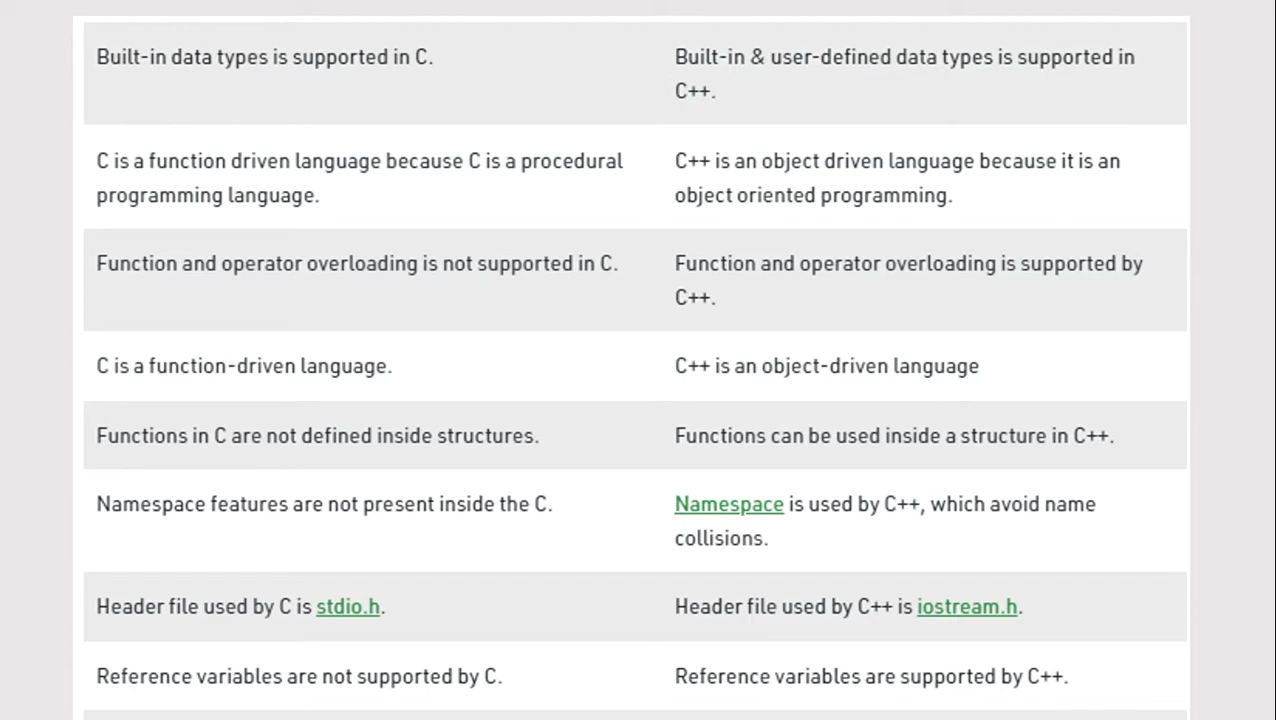 Built-in data types is supported in C.
Built-in & user-defined data types is supported in
C++.
C is a function driven language because C is a procedural
programming language.
C++ is an object driven language because it is an
object oriented programming.
Function and operator overloading is not supported in C.
Function and operator overloading is supported by
C++.
C is a function-driven language.
C++ is an object-driven language
Functions in C are not defined inside structures.
Functions can be used inside a structure in C++.
Namespace features are not present inside the C.
Namespace is used by C++, which avoid name
collisions.
Header file used by C is stdio.h.
Header file used by C++ is iostream.h.
Reference variables are not supported by C.
Reference variables are supported by C++.